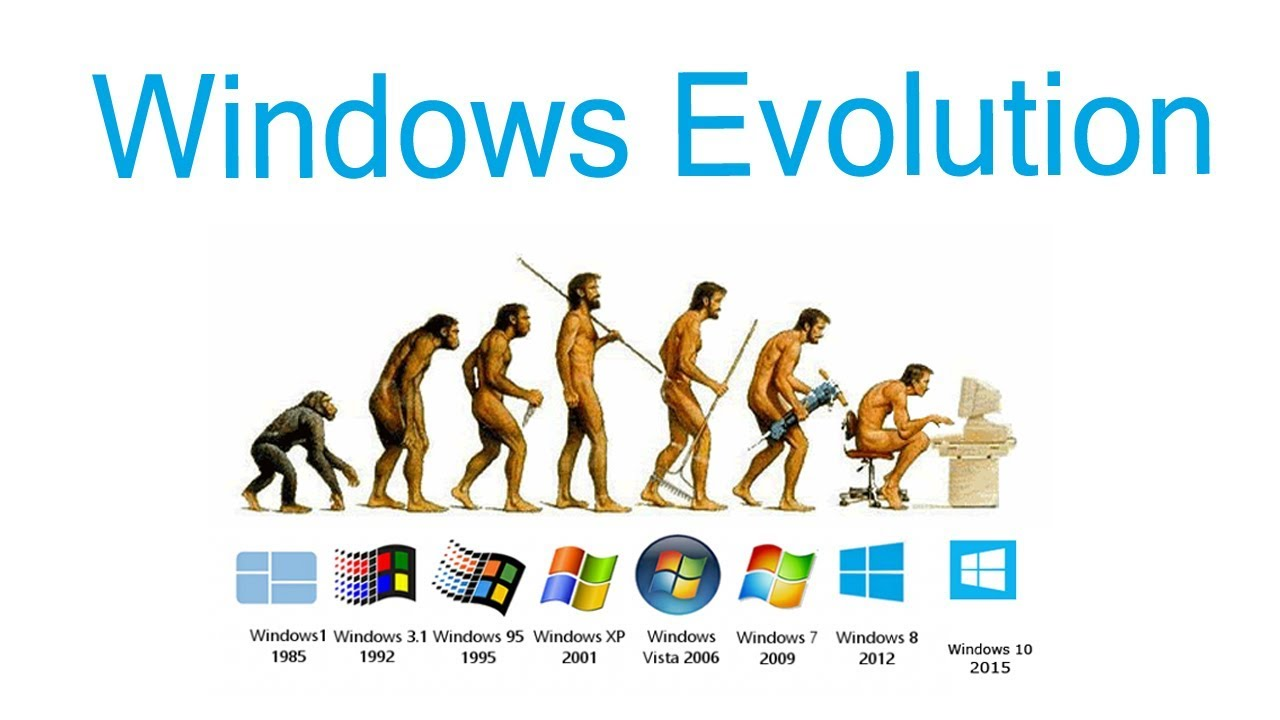 Windows Evolution
Windows1
1985
Windows 3.1
1992
Windows 95
1995
Windows XP
2001
Windows
Vista 2006
Windows 7
2009
Windows 8
2012
Windows 10
2015